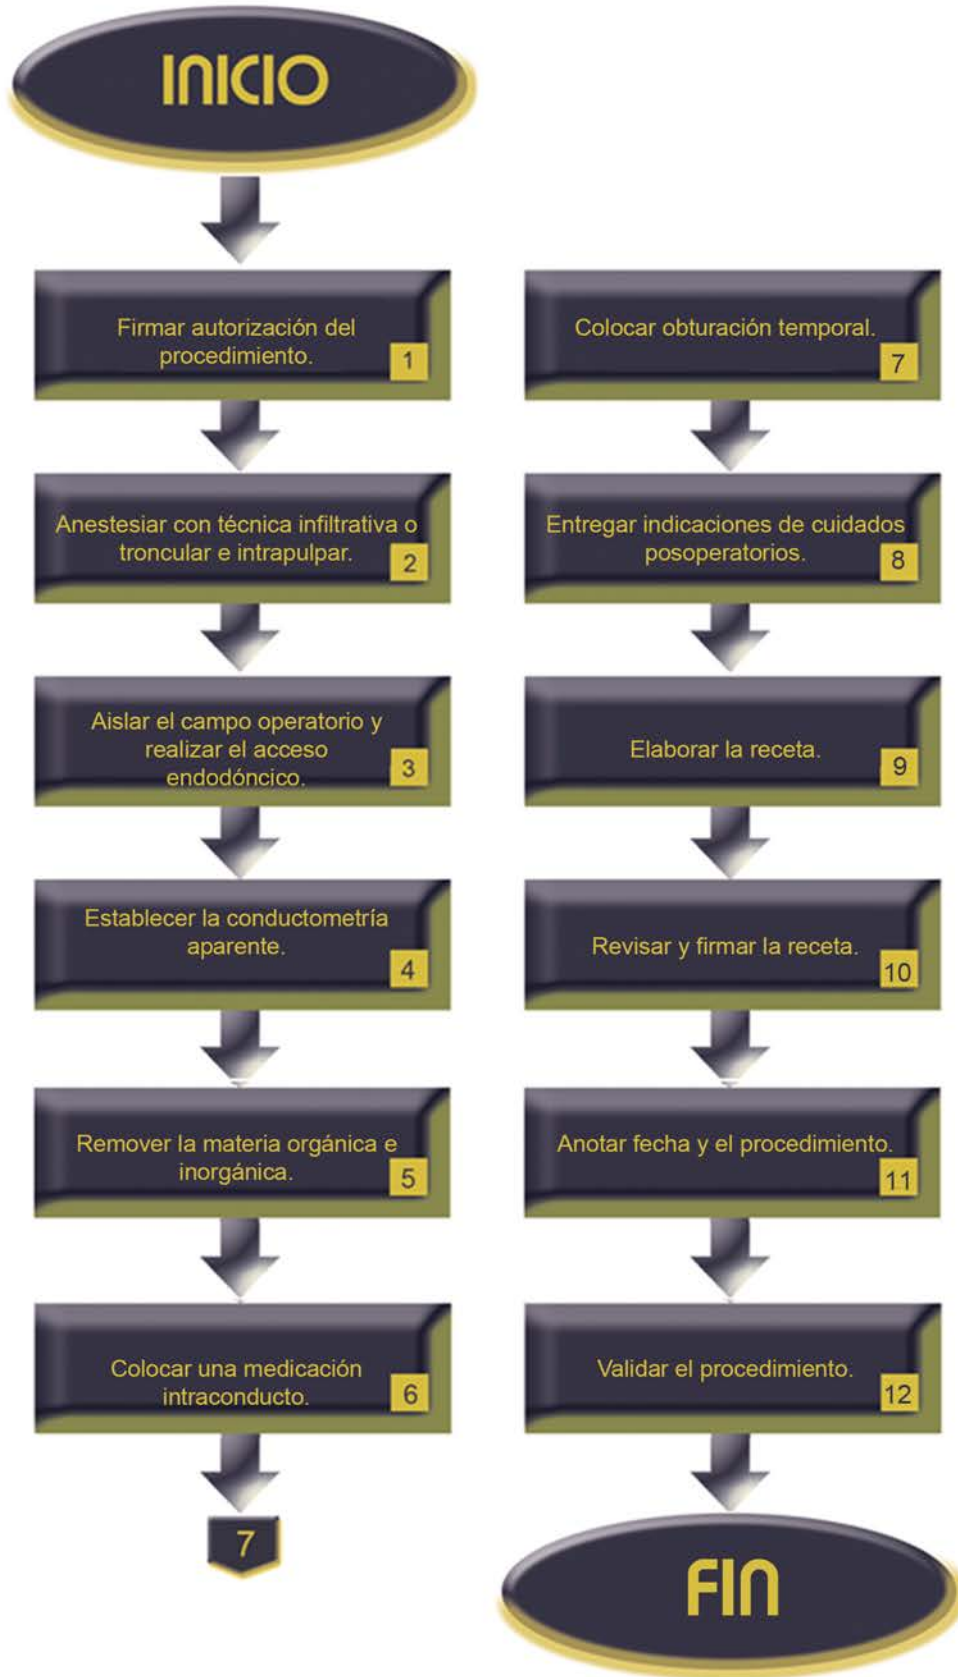 INICIO
Firmar autorización del
procedimiento.
1
Anestesiar con técnica infiltrativa o
troncular e intrapulpar.
2
Aislar el campo operatorio y
realizar el acceso
endodóncico.
3
Establecer la conductometría
aparente.
4
Remover la materia orgánica e
inorgánica.
5
Colocar una medicación
intraconducto.
6
7
Colocar obturación temporal.
7
Entregar indicaciones de cuidados
posoperatorios.
8
Elaborar la receta.
9
Revisar y firmar la receta.
10
Anotar fecha y el procedimiento.
11
Validar el procedimiento.
12
FIN